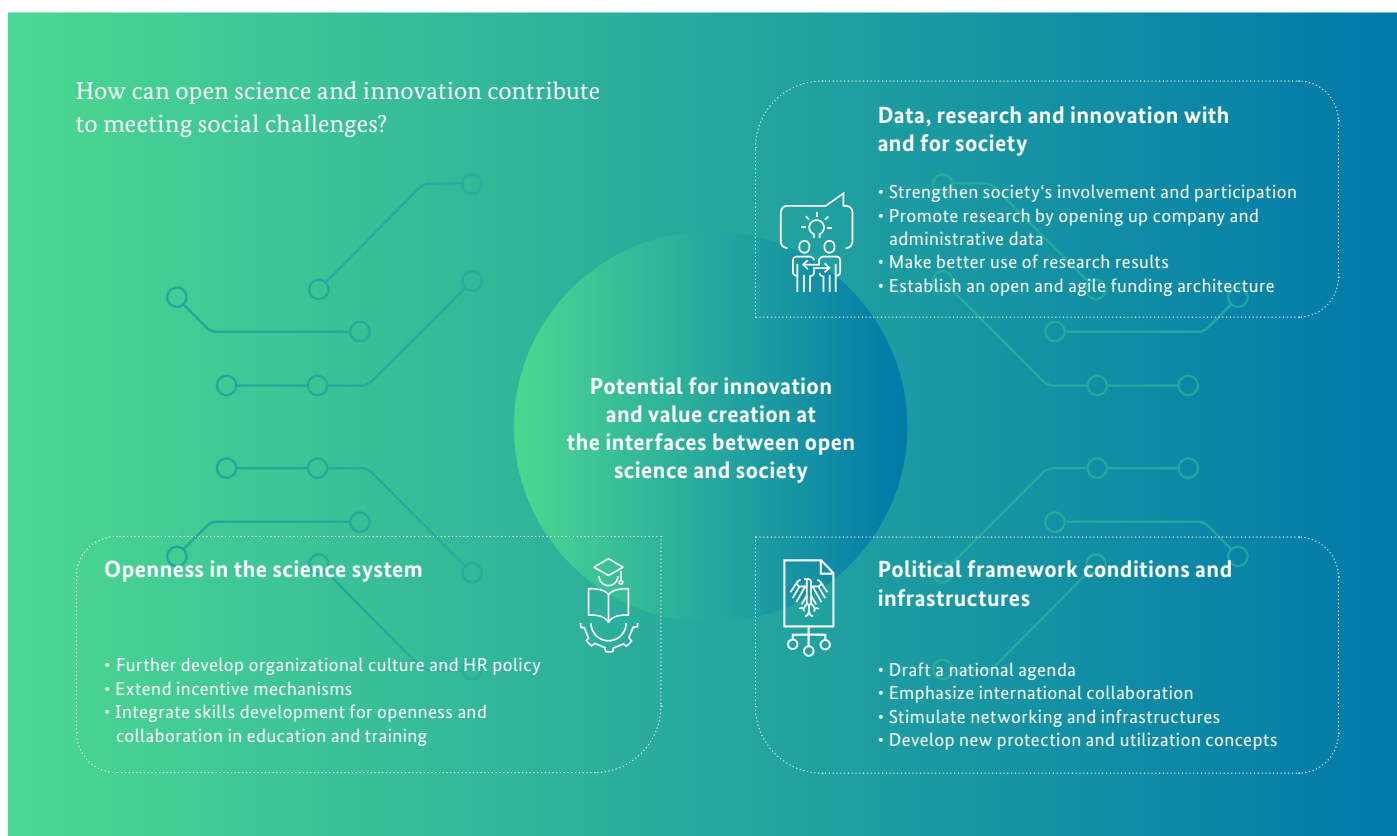 How can open science and innovation contribute
to meeting social challenges?
Data, research and innovation with
and for society
• Strengthen society‘s involvement and participation
• Promote research by opening up company and
administrative data
• Make better use of research results
• Establish an open and agile funding architecture
Potential for innovation
and value creation at
the interfaces between open
science and society
Openness in the science system
• Further develop organizational culture and HR policy
• Extend incentive mechanisms
• Integrate skills development for openness and
collaboration in education and training
Political framework conditions and
infrastructures
• Draft a national agenda
• Emphasize international collaboration
• Stimulate networking and infrastructures
• Develop new protection and utilization concepts